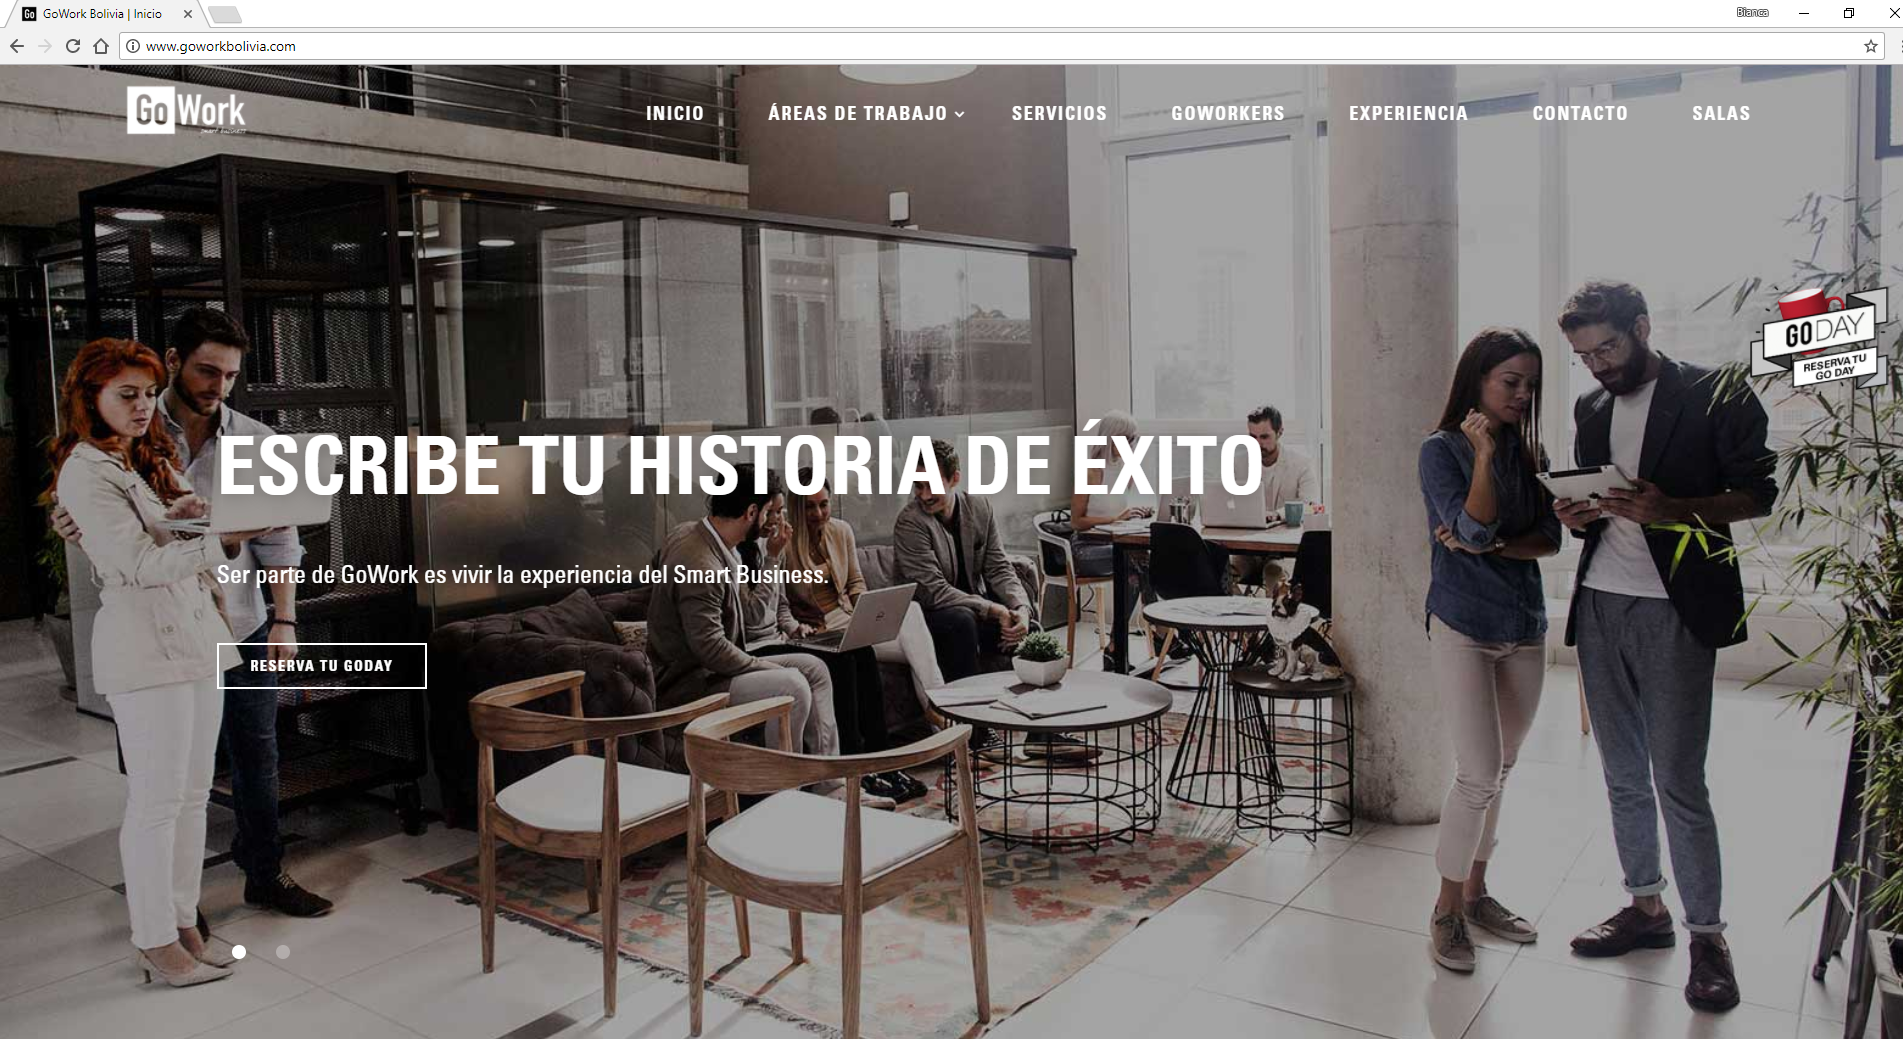 Go GoWork Bolivia | Inicio
Bianca
www.goworkbolivia.com
GoWork
smart business
INICIO ÁREAS DE TRABAJO SERVICIOS GOWORKERS EXPERIENCIA CONTACTO SALAS
GODAY
RESERVA TU
GO DAY
ESCRIBE TU HISTORIA DE ÉXITO
Ser parte de GoWork es vivir la experiencia del Smart Business.
RESERVA TU GODAY